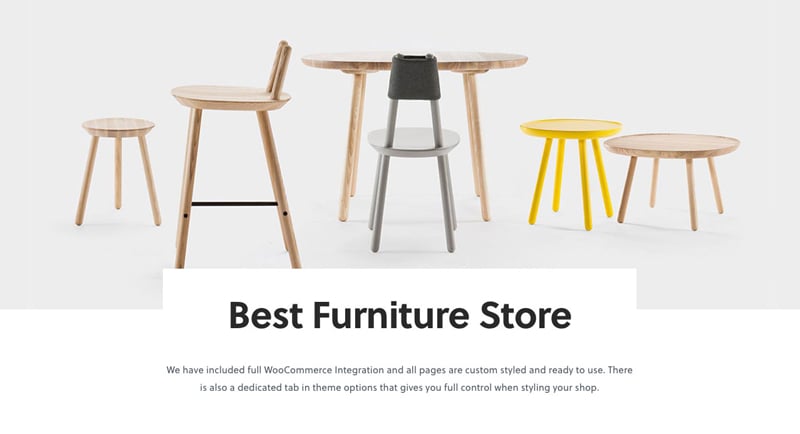 Best Furniture Store
We have included full WooCommerce Integration and all pages are custom styled and ready to use. There
is also a dedicated tab in theme options that gives you full control when styling your shop.